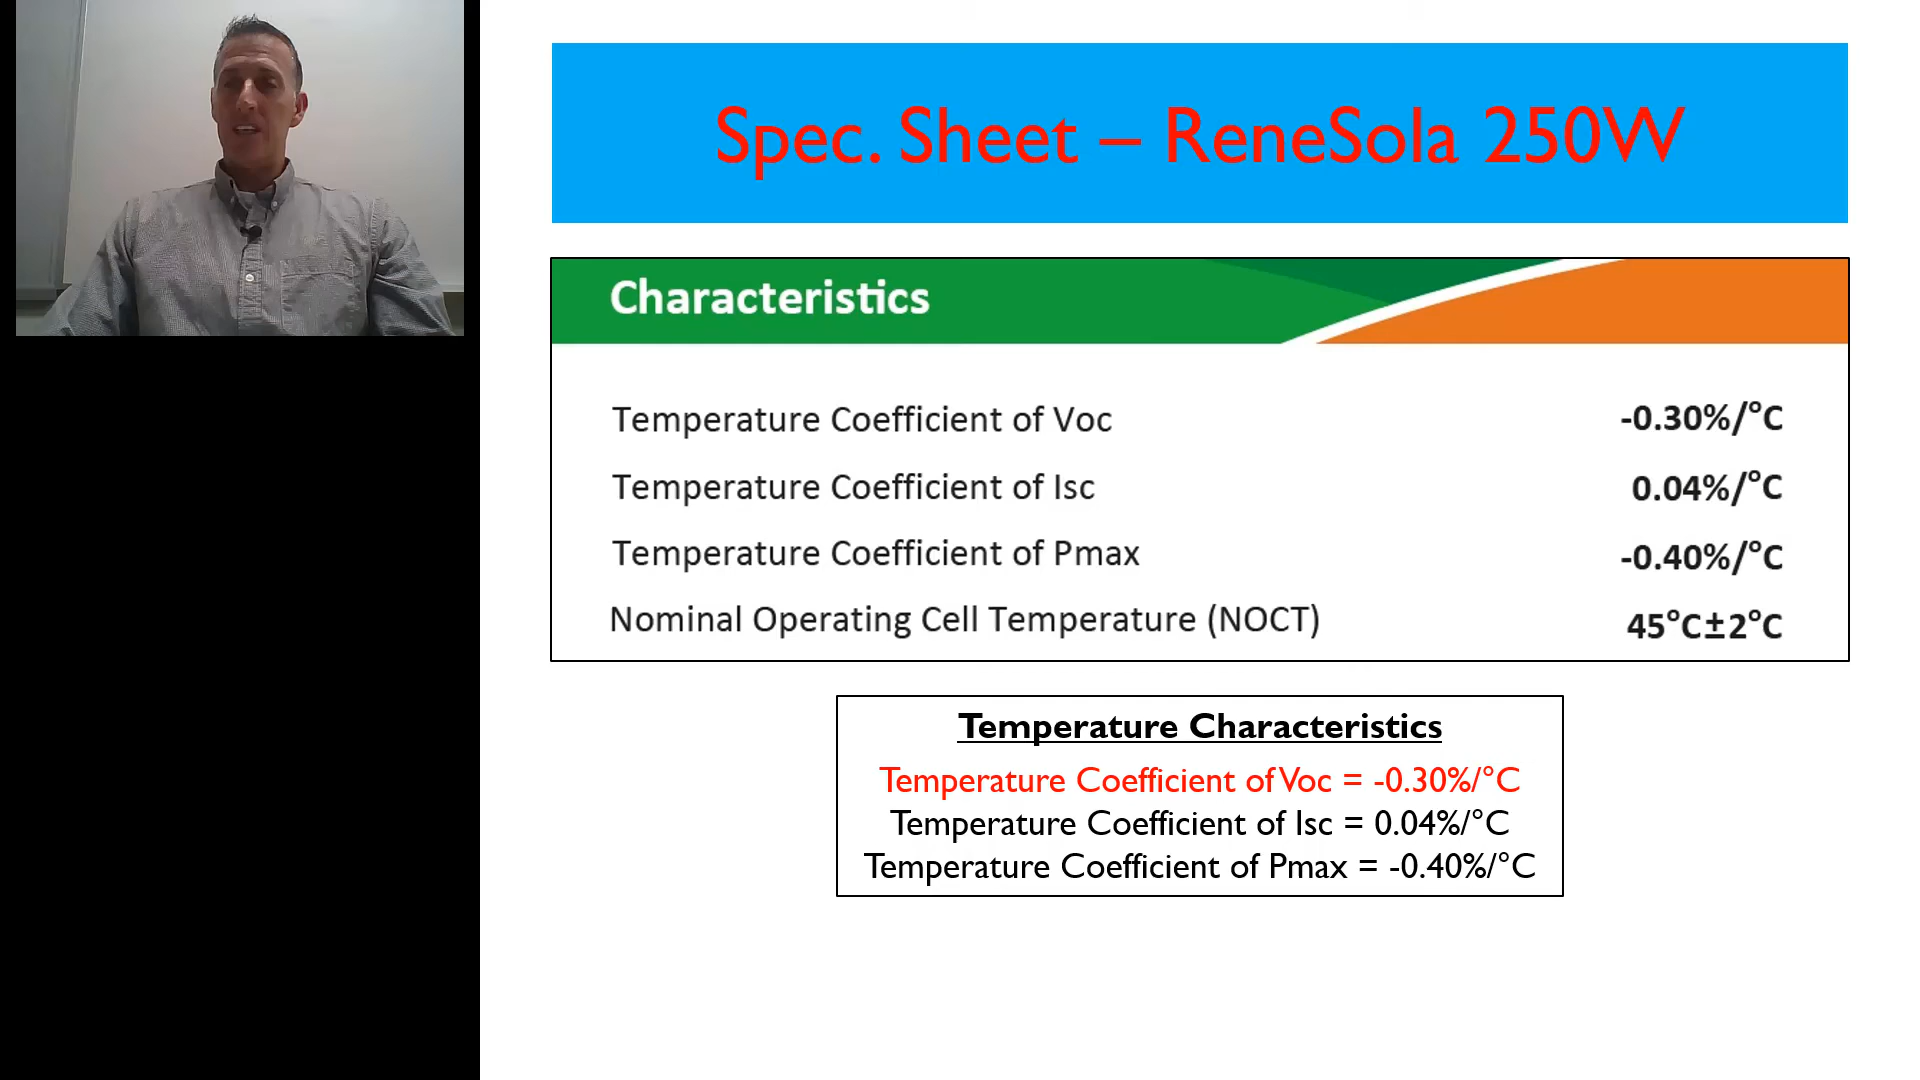 Spec. Sheet – ReneSola 250W
Characteristics
Temperature Coefficient of Voc -0.30%/°C
Temperature Coefficient of Isc 0.04%/°C
Temperature Coefficient of Pmax -0.40%/°C
Nominal Operating Cell Temperature (NOCT) 45°C±2°C
Temperature Characteristics
Temperature Coefficient of Voc = -0.30%/°C
Temperature Coefficient of Isc = 0.04%/°C
Temperature Coefficient of Pmax = -0.40%/°C